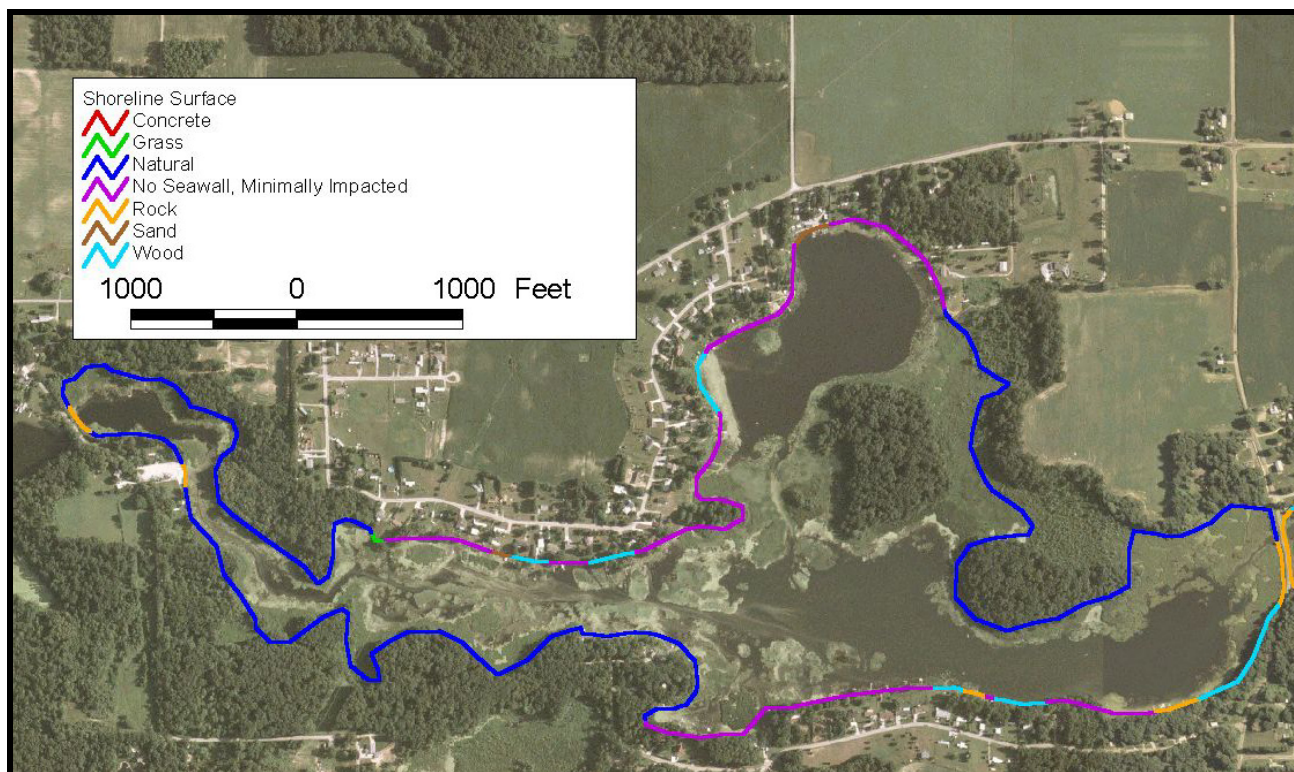 Shoreline Surface
Concrete
Grass
Natural
No Seawall, Minimally Impacted
Rock
Sand
Wood
1000 0 1000 Feet